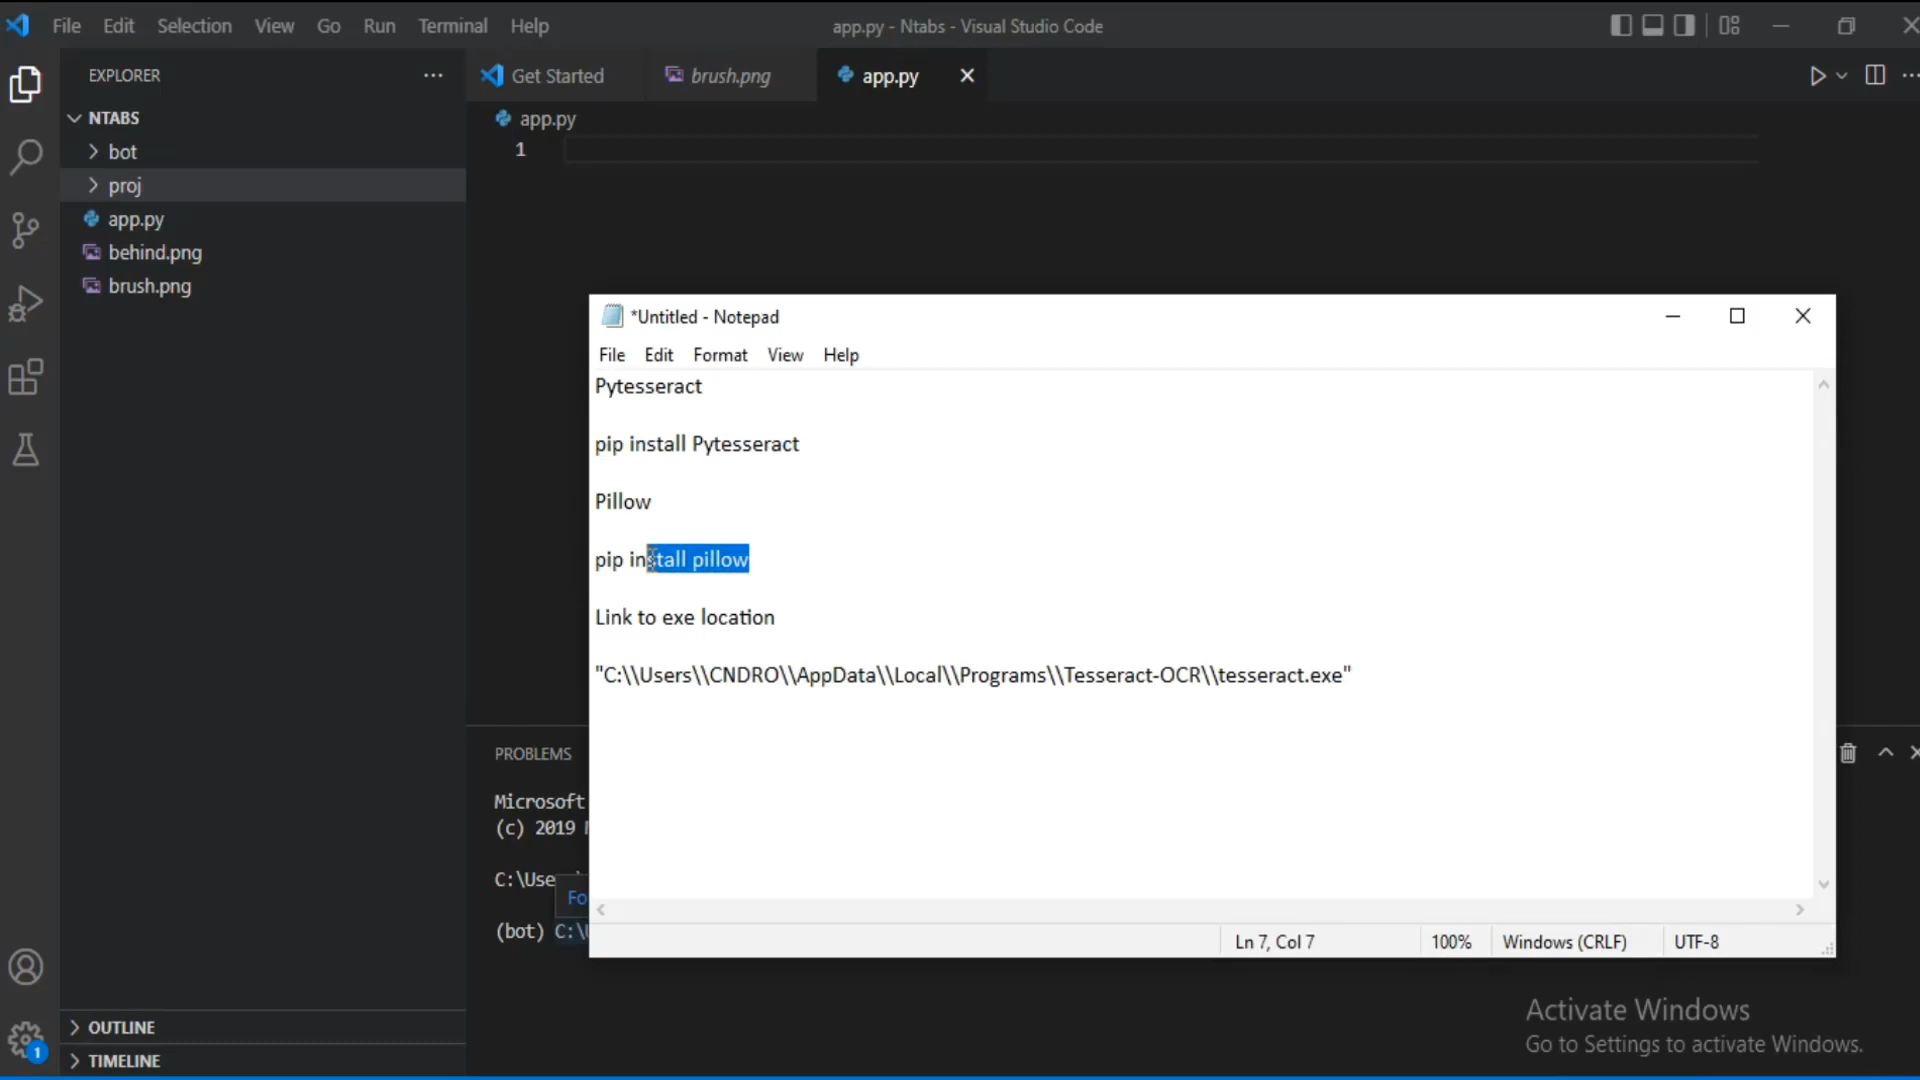 File Edit Selection View Go Run Terminal Help
app.py - Ntabs - Visual Studio Code
EXPLORER
Get Started
brush.png
app.py
NTABS
app.py
bot
1
proj
app.py
behind.png
brush.png
*Untitled - Notepad
File Edit Format View Help
Pytesseract
pip install Pytesseract
Pillow
pip install pillow
Link to exe location
"C:\\Users\\CNDRO\\AppData\\Local\\Programs\\Tesseract-OCR\\tesseract.exe"
PROBLEMS
Microsoft
(c) 2019
C:\Use
Fo
(bot) C:\
Ln 7, Col 7
100%
Windows (CRLF)
UTF-8
Activate Windows
Go to Settings to activate Windows.
OUTLINE
1
TIMELINE